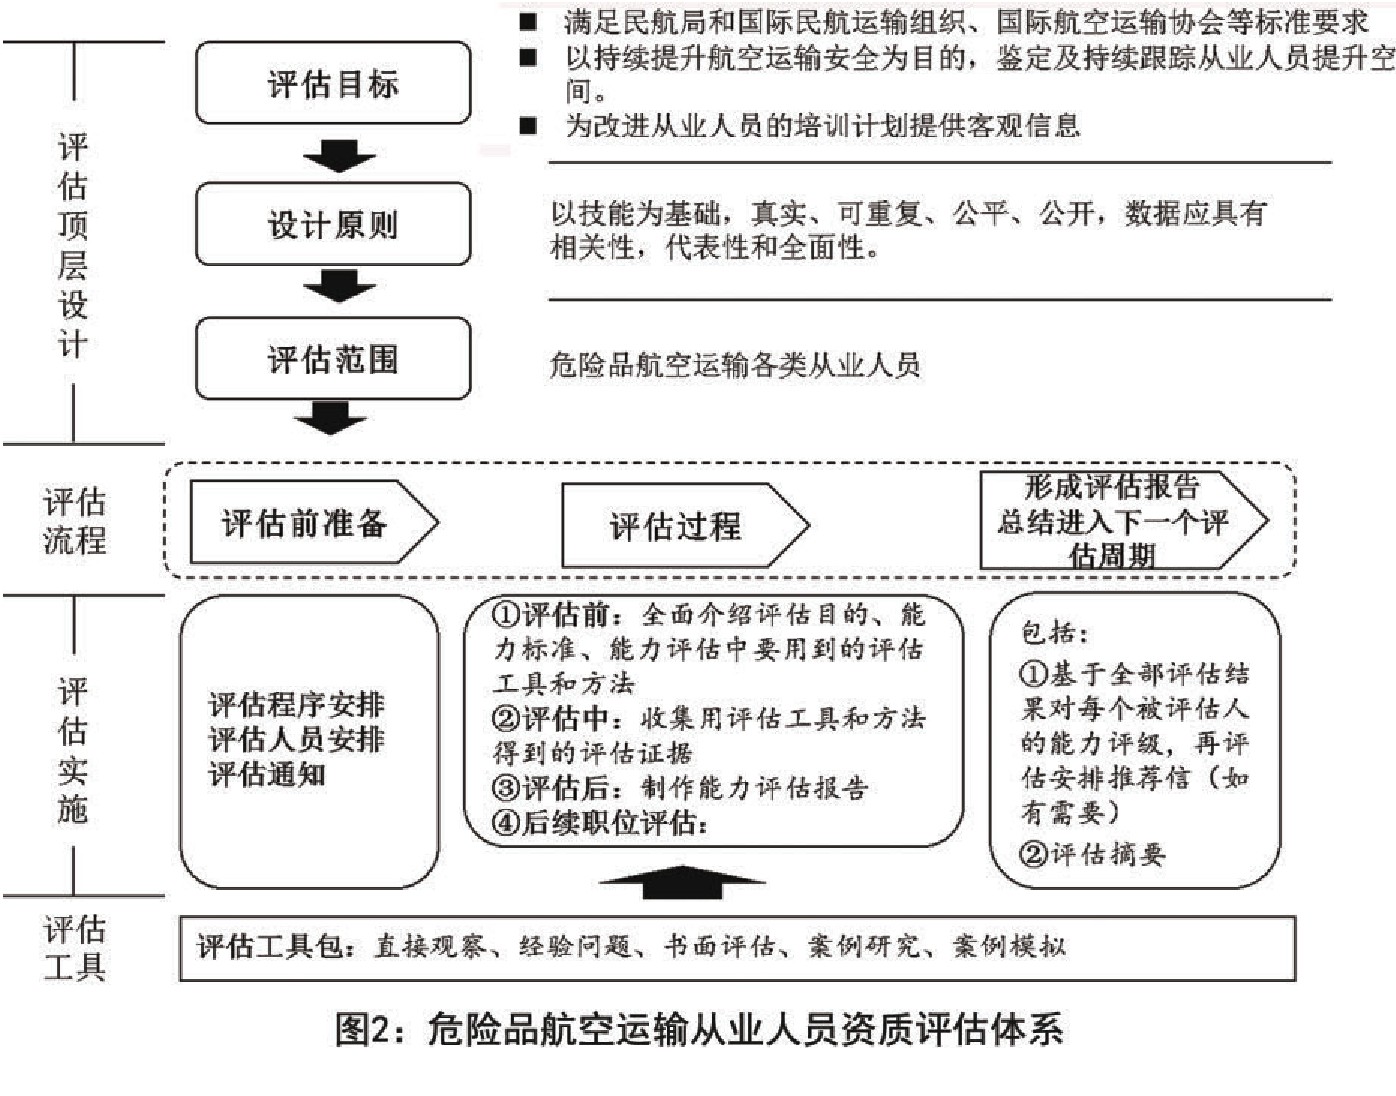 ■ 满足民航局和国际民航运输组织、国际航空运输协会等标准要求
■ 以持续提升航空运输安全为目的，鉴定及持续跟踪从业人员提升空
间。
■ 为改进从业人员的培训计划提供客观信息
评估顶层设计
评估目标
设计原则
以技能为基础，真实、可重复、公平、公开，数据应具有
相关性，代表性和全面性。
评估范围
危险品航空运输各类从业人员
评估
流程
评估前准备
评估过程
形成评估报告
总结进入下一个评
估周期
评估实施
评估程序安排
评估人员安排
评估通知
①评估前：全面介绍评估目的、能
力标准、能力评估中要用到的评估
工具和方法
②评估中：收集用评估工具和方法
得到的评估证据
③评估后：制作能力评估报告
④后续职位评估：
包括：
①基于全部评估结
果对每个被评估人
的能力评级，再评
估安排推荐信（如
有需要）
②评估摘要
评估
工具
评估工具包：直接观察、经验问题、书面评估、案例研究、案例模拟
图2：危险品航空运输从业人员资质评估体系